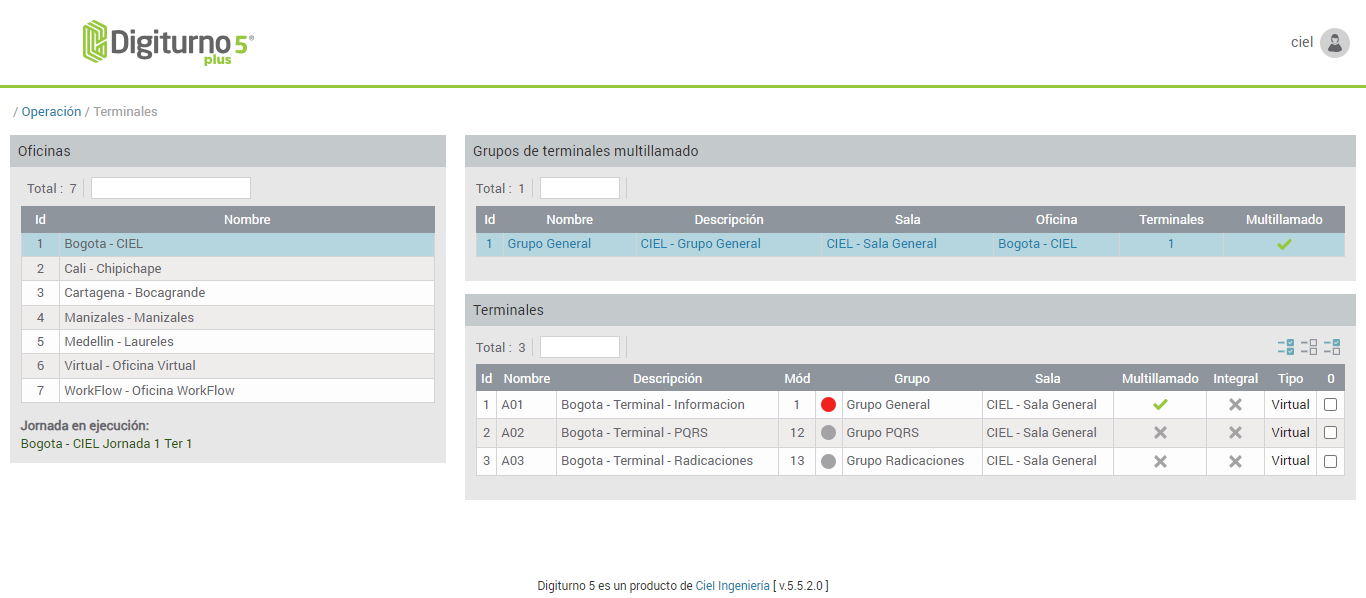 Digiturno 5®
plus
ciel
/ Operación / Terminales
Oficinas
Total : 7
Id Nombre
1 Bogota - CIEL
2 Cali - Chipichape
3 Cartagena - Bocagrande
4 Manizales - Manizales
5 Medellin - Laureles
6 Virtual - Oficina Virtual
7 WorkFlow - Oficina WorkFlow
Jornada en ejecución:
Bogota - CIEL Jornada 1 Ter 1
Grupos de terminales multillamado
Total : 1
Id Nombre Descripción Sala Oficina Terminales Multillamado
1 Grupo General CIEL - Grupo General CIEL - Sala General Bogota - CIEL 1
Terminales
Total : 3
Id Nombre Descripción Mód Grupo Sala Multillamado Integral Tipo 0
1 A01 Bogota - Terminal - Informacion 1 Grupo General CIEL - Sala General Virtual
2 A02 Bogota - Terminal - PQRS 12 Grupo PQRS CIEL - Sala General Virtual
3 A03 Bogota - Terminal - Radicaciones 13 Grupo Radicaciones CIEL - Sala General Virtual
Digiturno 5 es un producto de Ciel Ingeniería [ v.5.5.2.0 ]